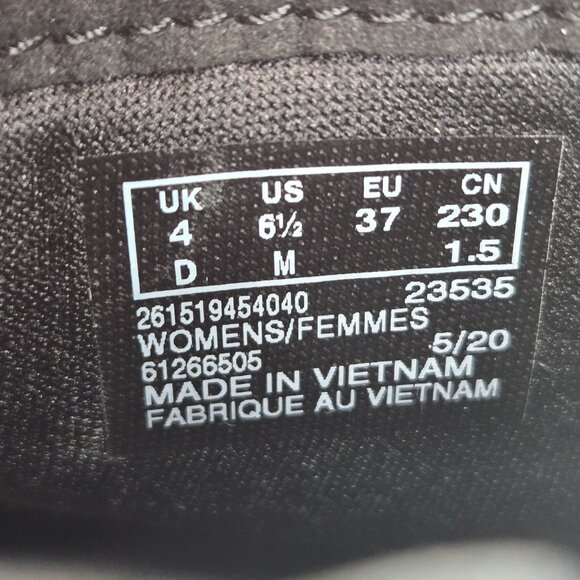 UK US EU CN
4 6½ 37 230
D M 1.5
261519454040 23535
WOMENS/FEMMES
61266505 5/20
MADE IN VIETNAM
FABRIQUE AU VIETNAM